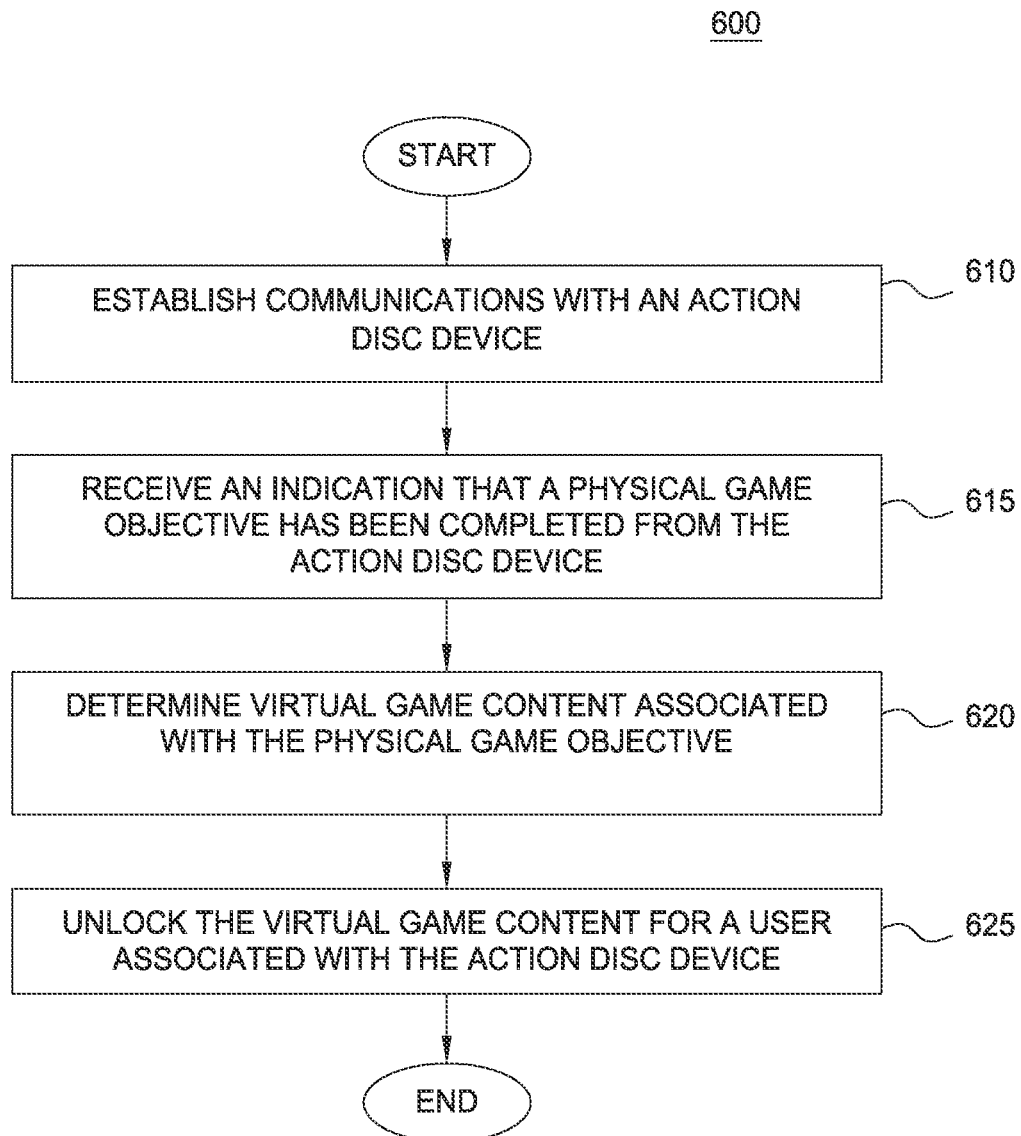 600
START
ESTABLISH COMMUNICATIONS WITH AN ACTION
DISC DEVICE
610
RECEIVE AN INDICATION THAT A PHYSICAL GAME
OBJECTIVE HAS BEEN COMPLETED FROM THE
ACTION DISC DEVICE
615
DETERMINE VIRTUAL GAME CONTENT ASSOCIATED
WITH THE PHYSICAL GAME OBJECTIVE
620
UNLOCK THE VIRTUAL GAME CONTENT FOR A USER
ASSOCIATED WITH THE ACTION DISC DEVICE
625
END